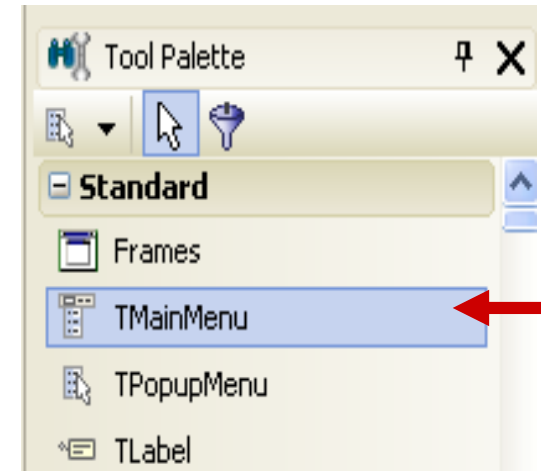 Tool Palette
Standard
Frames
TMainMenu
TPopupMenu
TLabel